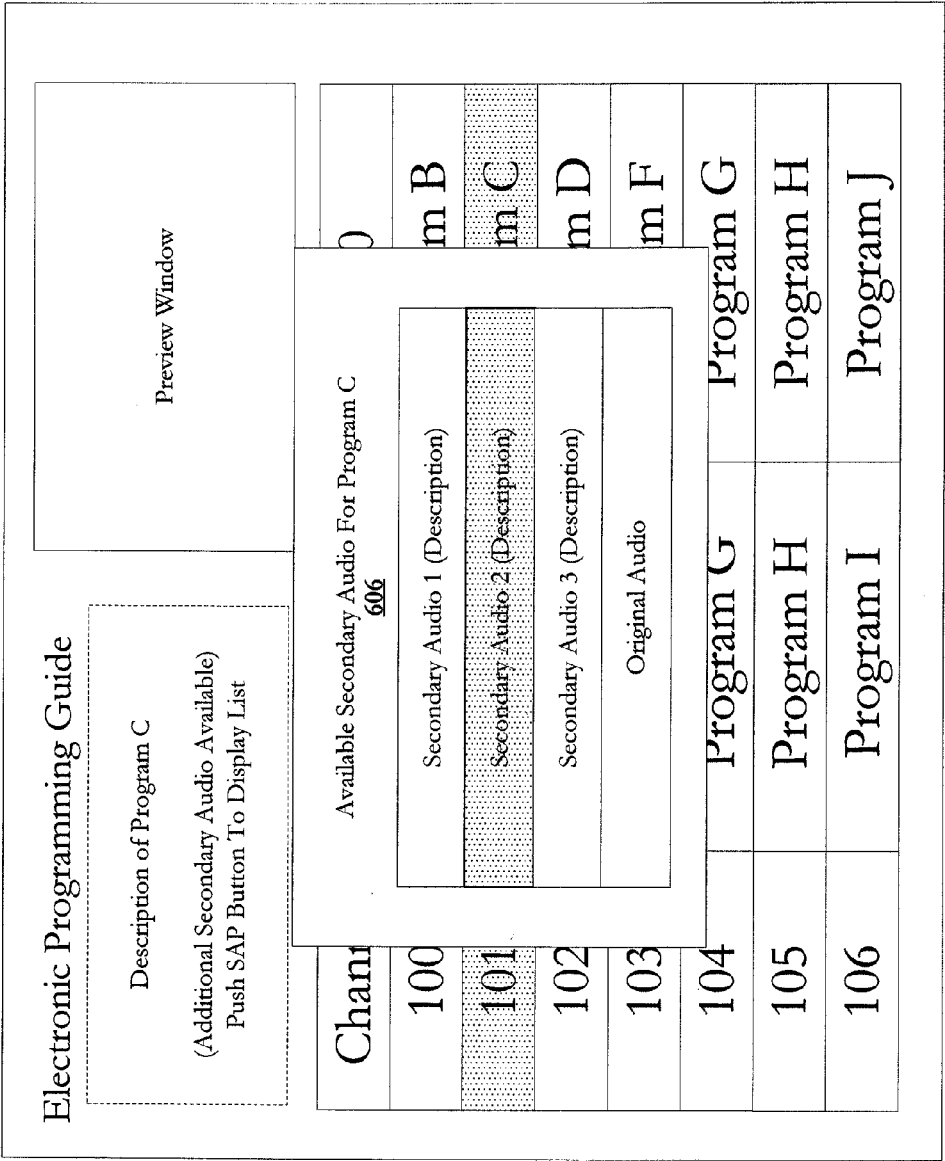 Electronic Programming Guide
Description of Program C
(Additional Secondary Audio Available)
Push SAP Button To Display List
Preview Window
Available Secondary Audio For Program C
606
Secondary Audio 1 (Description)
Secondary Audio 2 (Description)
Secondary Audio 3 (Description)
Original Audio
Chann
100 m B
101 m C
102 m D
103 m F
104 Program G Program G
105 Program H Program H
106 Program I Program J